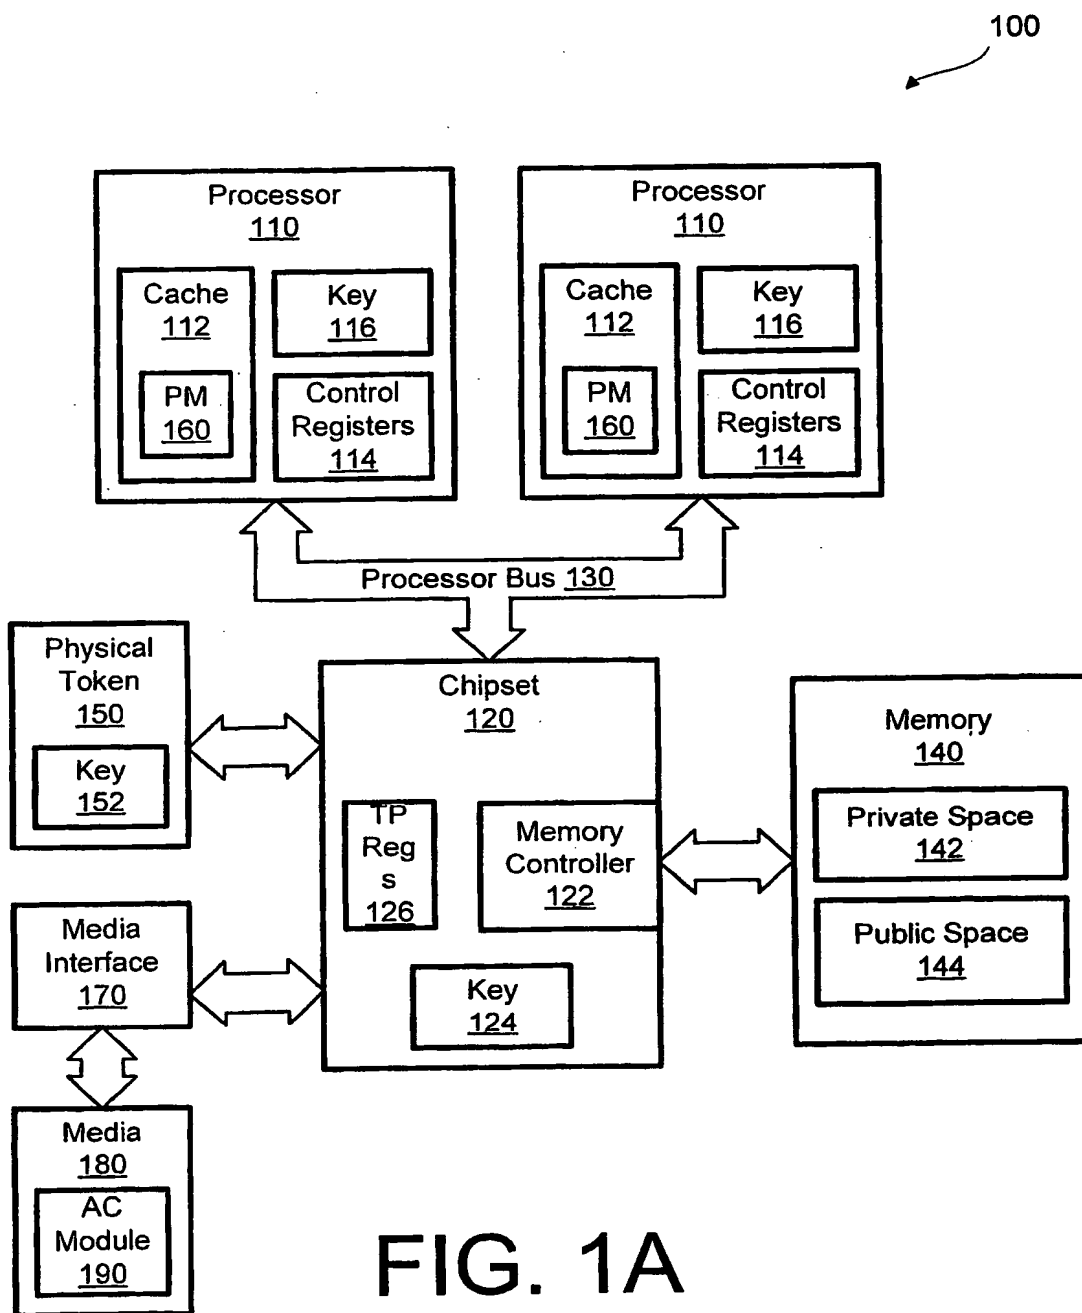 100
Processor
110
Cache
112
PM
160
Key
116
Control
Registers
114
Processor
110
Cache
112
PM
160
Key
116
Control
Registers
114
Processor Bus 130
Physical
Token
150
Key
152
Chipset
120
TP
Reg
s
126
Memory
Controller
122
Key
124
Memory
140
Private Space
142
Public Space
144
Media
Interface
170
Media
180
AC
Module
190
FIG. 1A